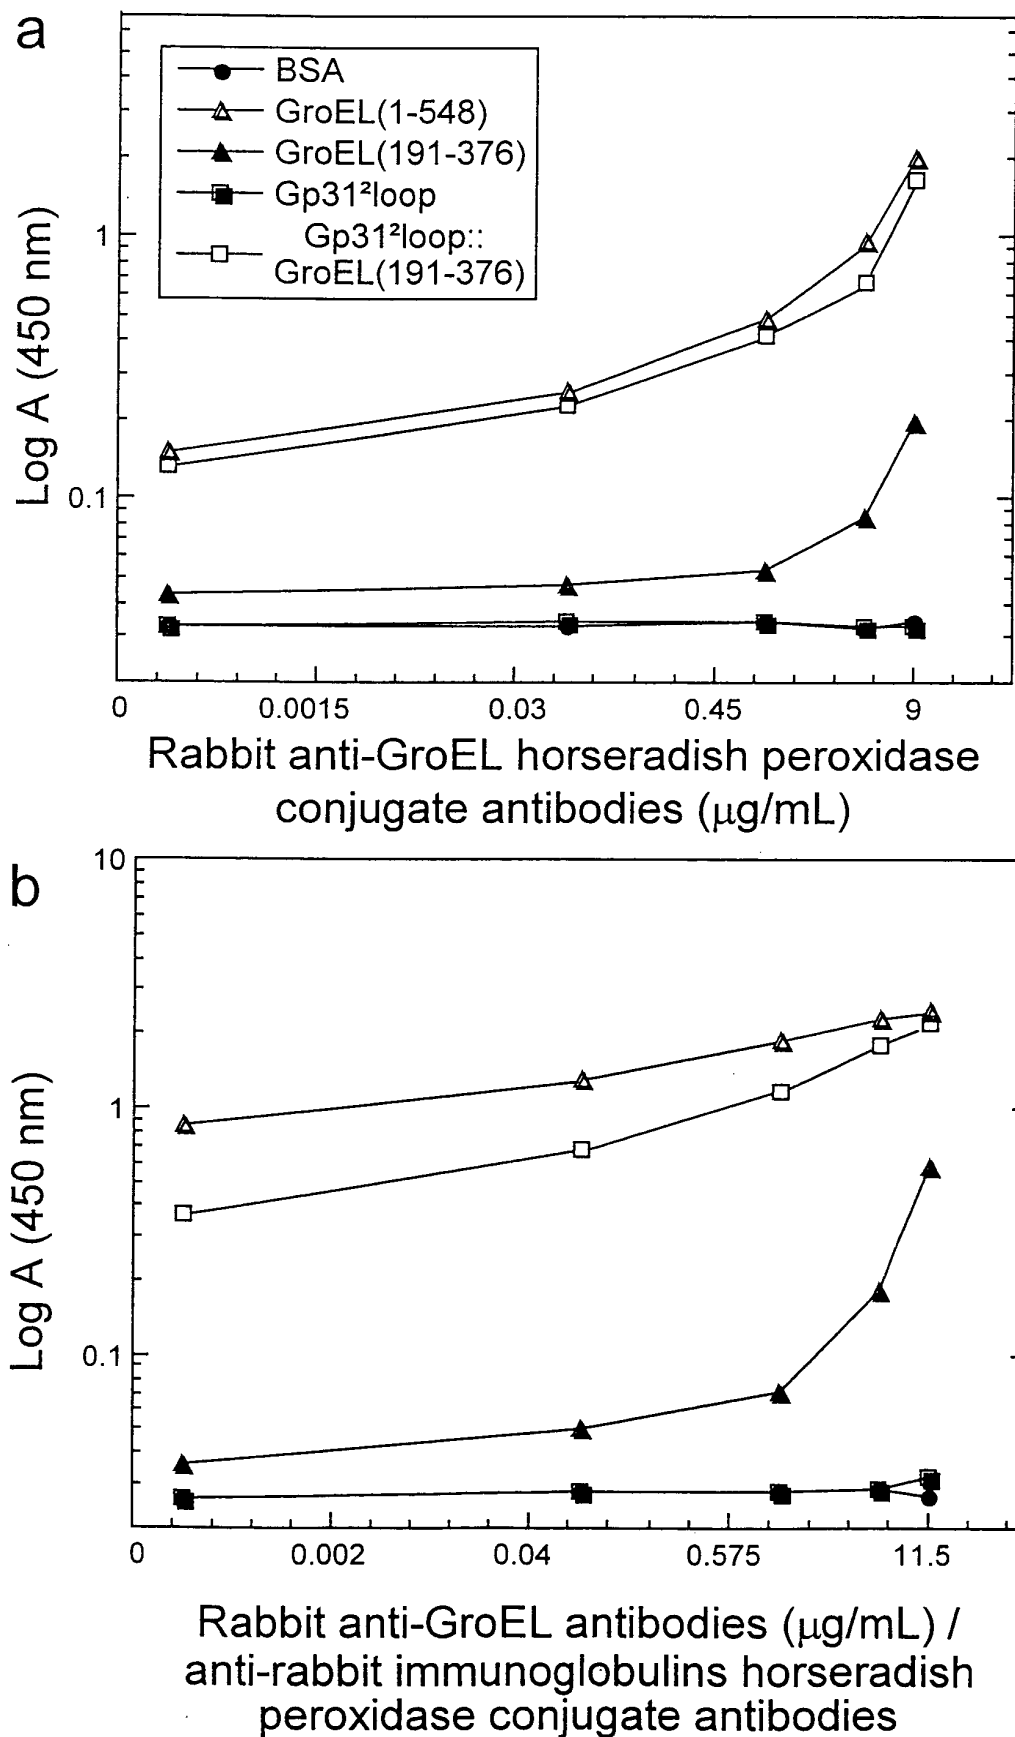 a
BSA
GroEL(1-548)
GroEL(191-376)
Gp31²loop
Gp31²loop::
GroEL(191-376)
Log A (450 nm)
1
0.1
0
0.0015
0.03
0.45
9
Rabbit anti-GroEL horseradish peroxidase
conjugate antibodies (μg/mL)
b
Log A (450 nm)
10
1
0.1
0
0.002
0.04
0.575
11.5
Rabbit anti-GroEL antibodies (μg/mL) /
anti-rabbit immunoglobulins horseradish
peroxidase conjugate antibodies